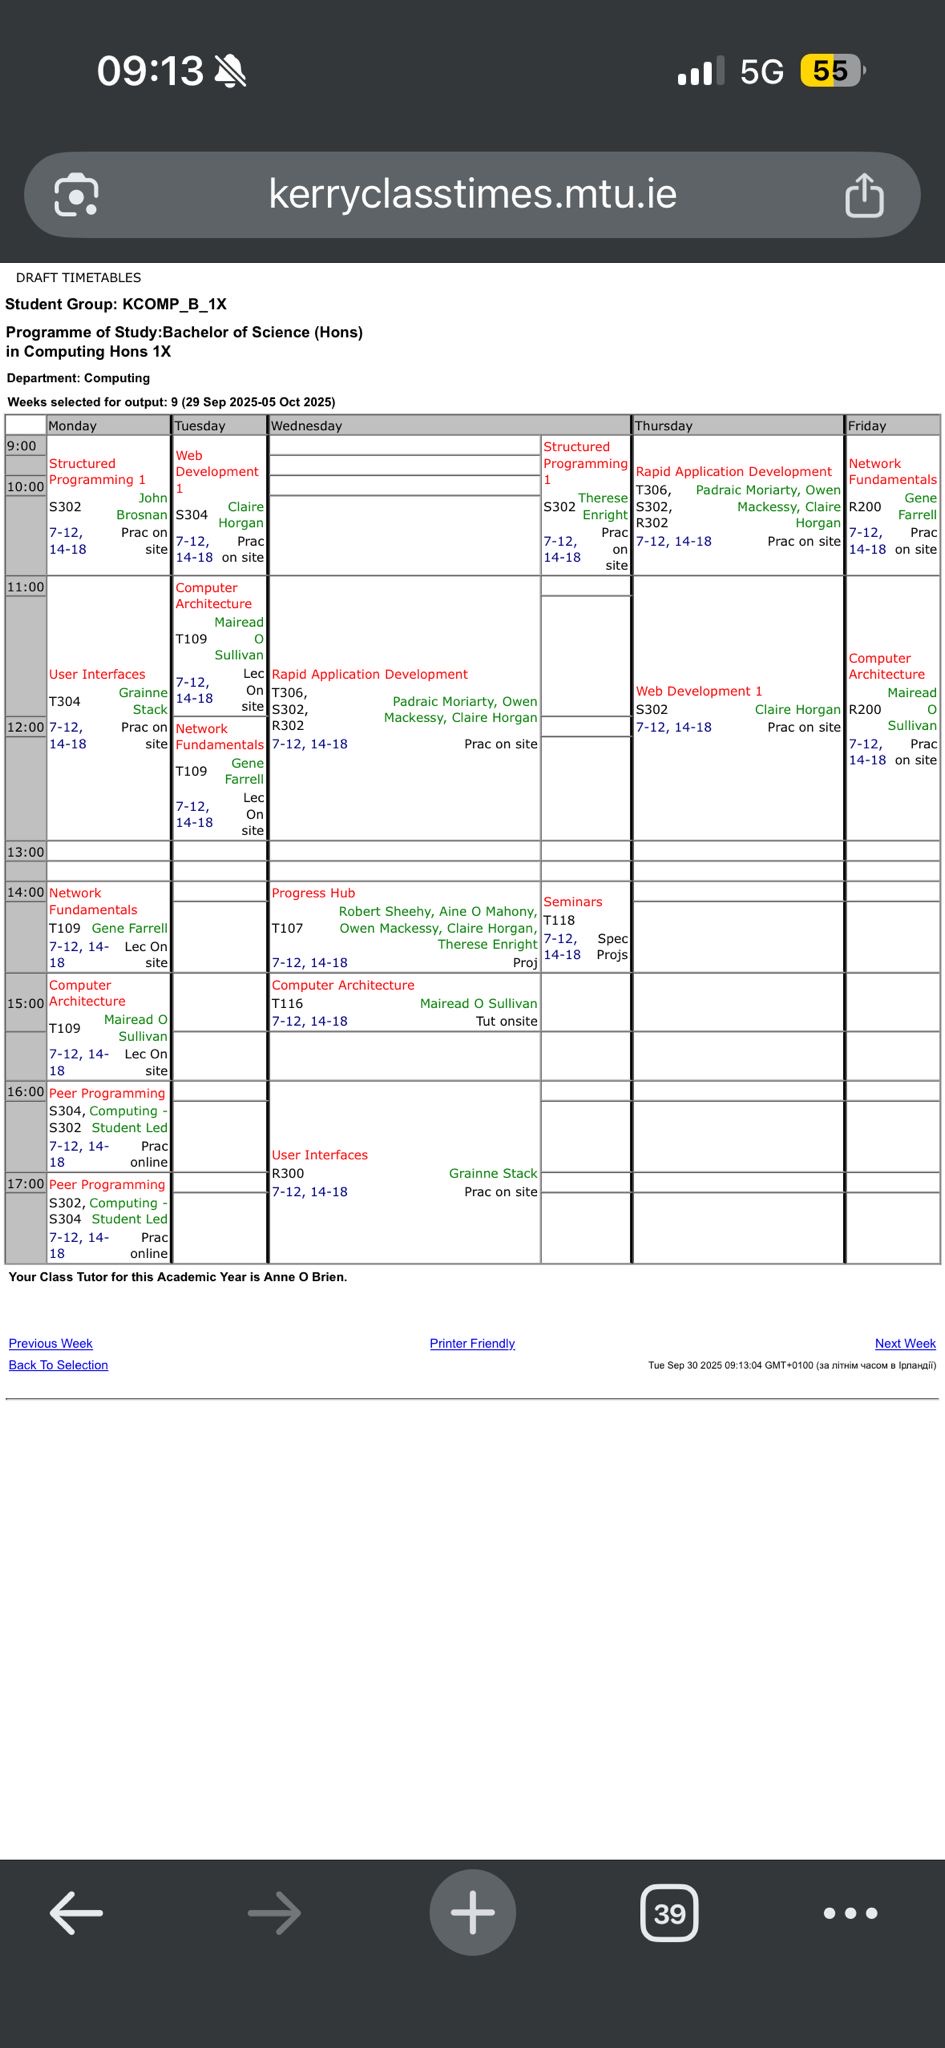 09:13
5G
55
kerryclasstimes.mtu.ie
DRAFT TIMETABLES
Student Group: KCOMP_B_1X
Programme of Study:Bachelor of Science (Hons)
in Computing Hons 1X
Department: Computing
Weeks selected for output: 9 (29 Sep 2025-05 Oct 2025)
Monday
Tuesday
Wednesday
Thursday
Friday
9:00
10:00
Structured
Programming 1
S302
John
Brosnan
7-12,
14-18
Prac on
site
Web
Development
1
S304
Claire
Horgan
7-12,
14-18
Prac
on site
Structured
Programming
1
S302
Therese
Enright
7-12,
14-18
Prac
on
site
Rapid Application Development
T306,
S302,
R302
Padraic Moriarty, Owen
Mackessy, Claire
Horgan
7-12, 14-18
Prac on site
Network
Fundamentals
R200
Gene
Farrell
7-12,
14-18
Prac
on site
11:00
12:00
User Interfaces
T304
Grainne
Stack
7-12,
14-18
Prac on
site
Computer
Architecture
T109
Mairead
O
Sullivan
7-12,
14-18
Lec
On
site
Network
Fundamentals
T109
Gene
Farrell
7-12,
14-18
Lec
On
site
Rapid Application Development
T306,
S302,
R302
Padraic Moriarty, Owen
Mackessy, Claire Horgan
7-12, 14-18
Prac on site
Web Development 1
S302
Claire Horgan
7-12, 14-18
Prac on site
Computer
Architecture
R200
Mairead
O
Sullivan
7-12,
14-18
Prac
on site
13:00
14:00
Network
Fundamentals
T109
Gene Farrell
7-12, 14-
18
Lec On
site
Progress Hub
T107
Robert Sheehy, Aine O Mahony,
Owen Mackessy, Claire Horgan,
Therese Enright
7-12, 14-18
Proj
Seminars
T118
7-12,
14-18
Spec
Projs
15:00
Computer
Architecture
T109
Mairead O
Sullivan
7-12, 14-
18
Lec On
site
Computer Architecture
T116
Mairead O Sullivan
7-12, 14-18
Tut onsite
16:00
Peer Programming
S304,
S302
Computing -
Student Led
7-12, 14-
18
Prac
online
User Interfaces
R300
Grainne Stack
7-12, 14-18
Prac on site
17:00
Peer Programming
S302,
S304
Computing -
Student Led
7-12, 14-
18
Prac
online
Your Class Tutor for this Academic Year is Anne O Brien.
Previous Week
Printer Friendly
Next Week
Back To Selection
Tue Sep 30 2025 09:13:04 GMT+0100 (за літнім часом в Ірландії)
39